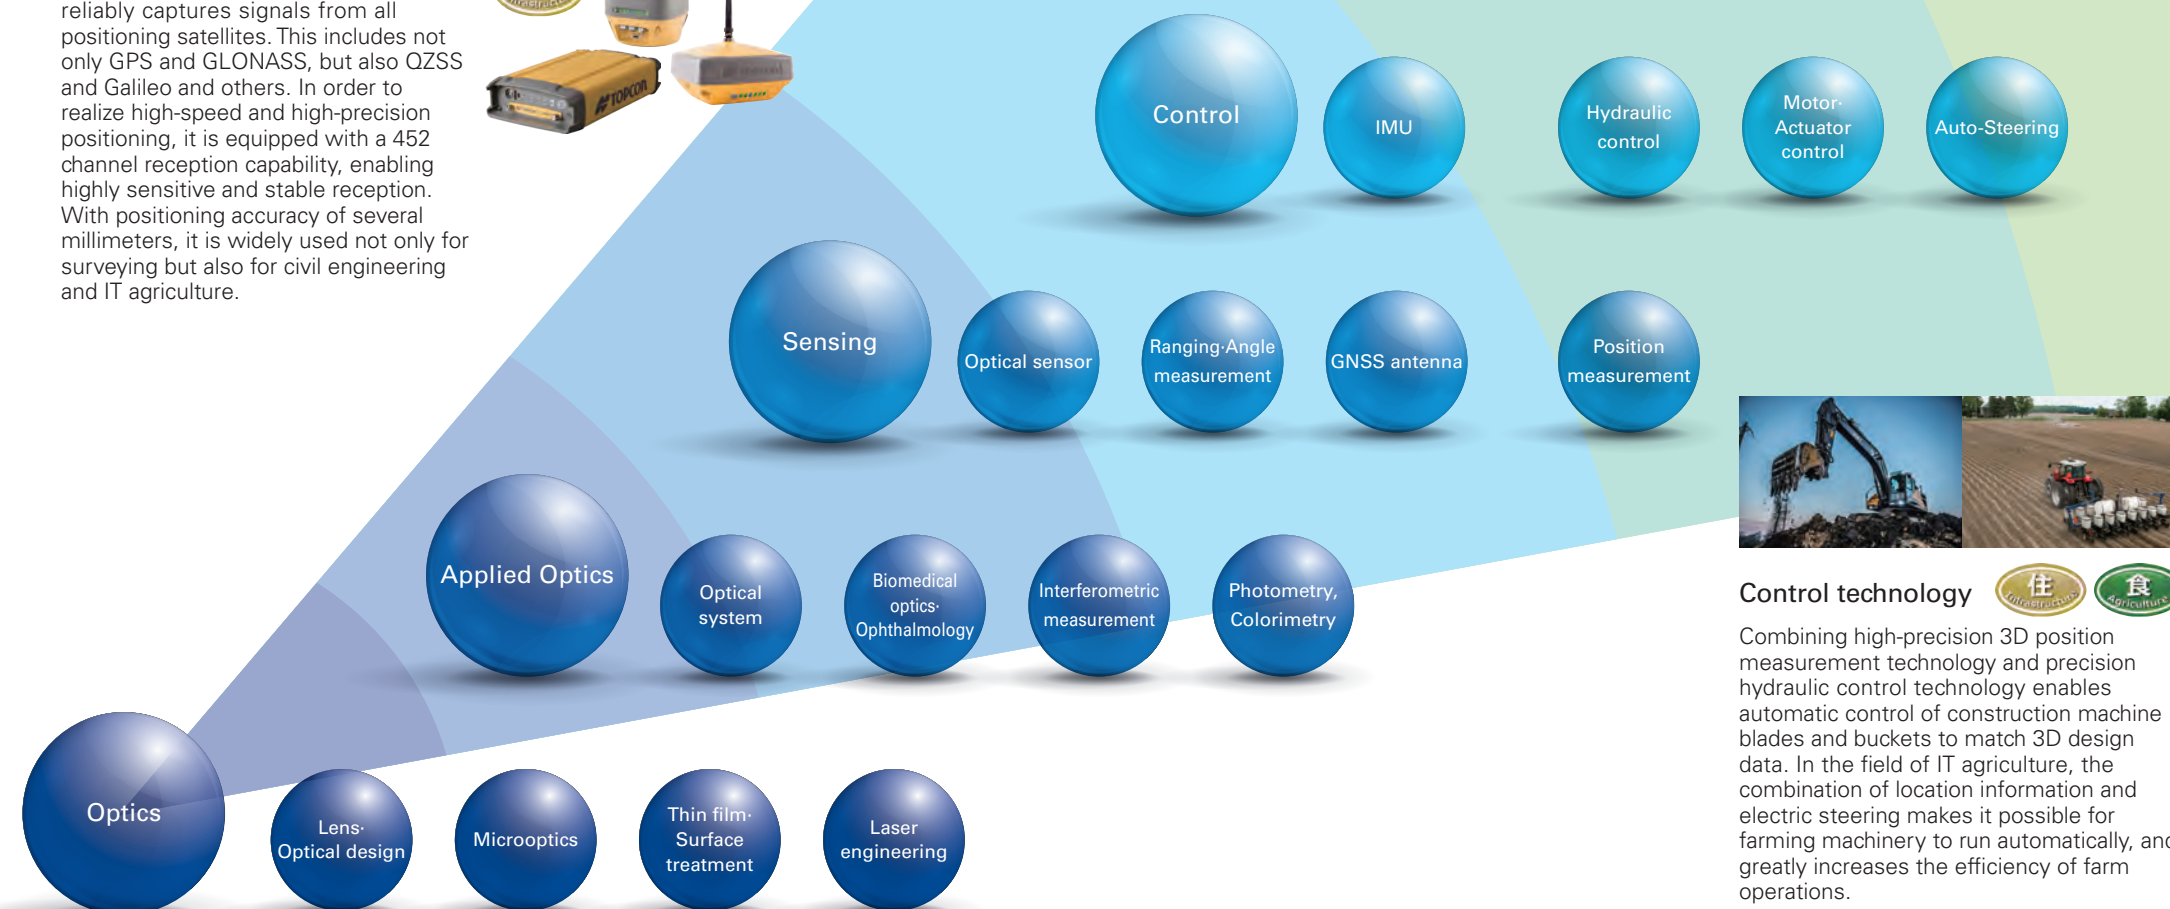 reliably captures signals from all
positioning satellites. This includes not
only GPS and GLONASS, but also QZSS
and Galileo and others. In order to
realize high-speed and high-precision
positioning, it is equipped with a 452
channel reception capability, enabling
highly sensitive and stable reception.
With positioning accuracy of several
millimeters, it is widely used not only for
surveying but also for civil engineering
and IT agriculture.
Infrastructure
TOPCON
Control
IMU
Hydraulic
control
Motor·
Actuator
control
Auto-Steering
Sensing
Optical sensor
Ranging·Angle
measurement
GNSS antenna
Position
measurement
Applied Optics
Optical
system
Biomedical
optics·
Ophthalmology
Interferometric
measurement
Photometry,
Colorimetry
Optics
Lens·
Optical design
Microoptics
Thin film·
Surface
treatment
Laser
engineering
Control technology
住
Infrastructure
食
Agriculture
Combining high-precision 3D position
measurement technology and precision
hydraulic control technology enables
automatic control of construction machine
blades and buckets to match 3D design
data. In the field of IT agriculture, the
combination of location information and
electric steering makes it possible for
farming machinery to run automatically, and
greatly increases the efficiency of farm
operations.